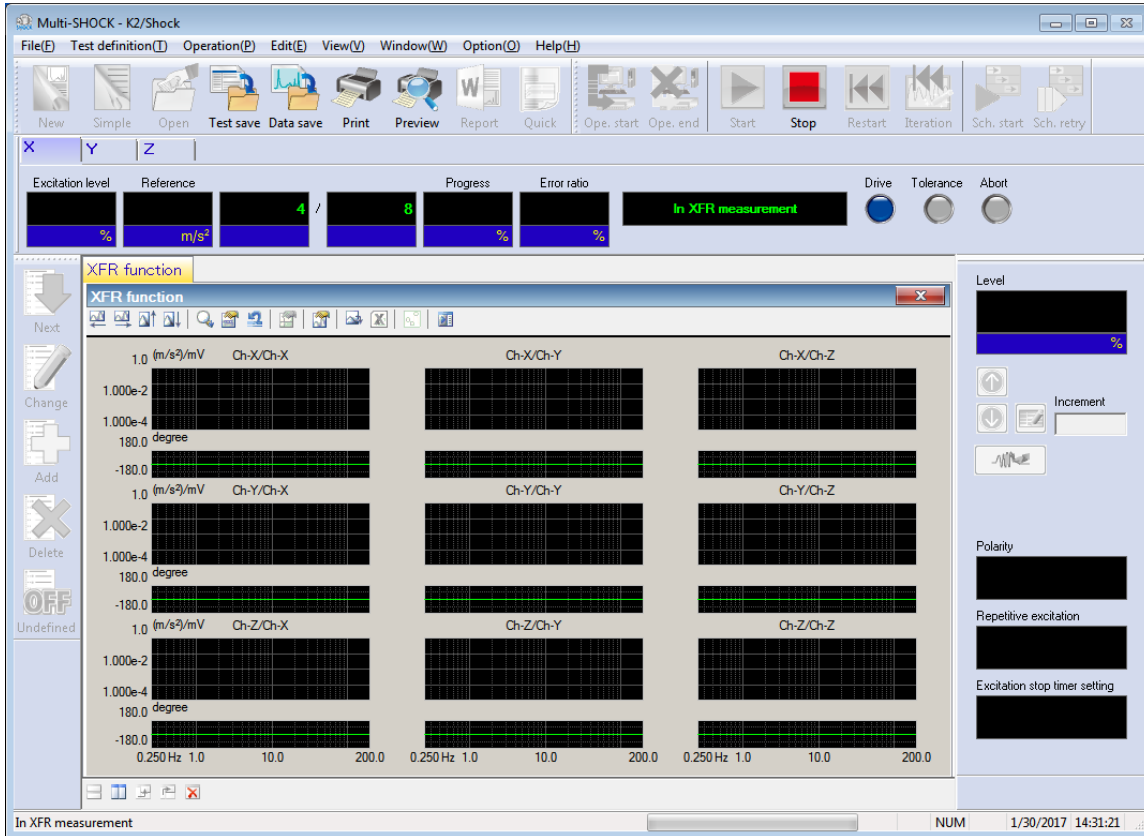 Multi-SHOCK - K2/Shock
File(F) Test definition(T) Operation(P) Edit(E) View(V) Window(W) Option(O) Help(H)
New Simple Open Test save Data save Print Preview Report Quick Ope. start Ope. end Start Stop Restart Iteration Sch. start Sch. retry
X Y Z
Excitation level Reference Progress Error ratio Drive Tolerance Abort
4 / 8 In XFR measurement
% m/s² % %
XFR function
XFR function
Next
Change
Add
Delete
OFF
Undefined
1.0 (m/s²)/mV Ch-X/Ch-X Ch-X/Ch-Y Ch-X/Ch-Z
1.000e-2
1.000e-4
180.0 degree
-180.0
1.0 (m/s²)/mV Ch-Y/Ch-X Ch-Y/Ch-Y Ch-Y/Ch-Z
1.000e-2
1.000e-4
180.0 degree
-180.0
1.0 (m/s²)/mV Ch-Z/Ch-X Ch-Z/Ch-Y Ch-Z/Ch-Z
1.000e-2
1.000e-4
180.0 degree
-180.0
0.250 Hz 1.0 10.0 200.0 0.250 Hz 1.0 10.0 200.0 0.250 Hz 1.0 10.0 200.0
Level
%
Increment
Polarity
Repetitive excitation
Excitation stop timer setting
In XFR measurement NUM 1/30/2017 14:31:21